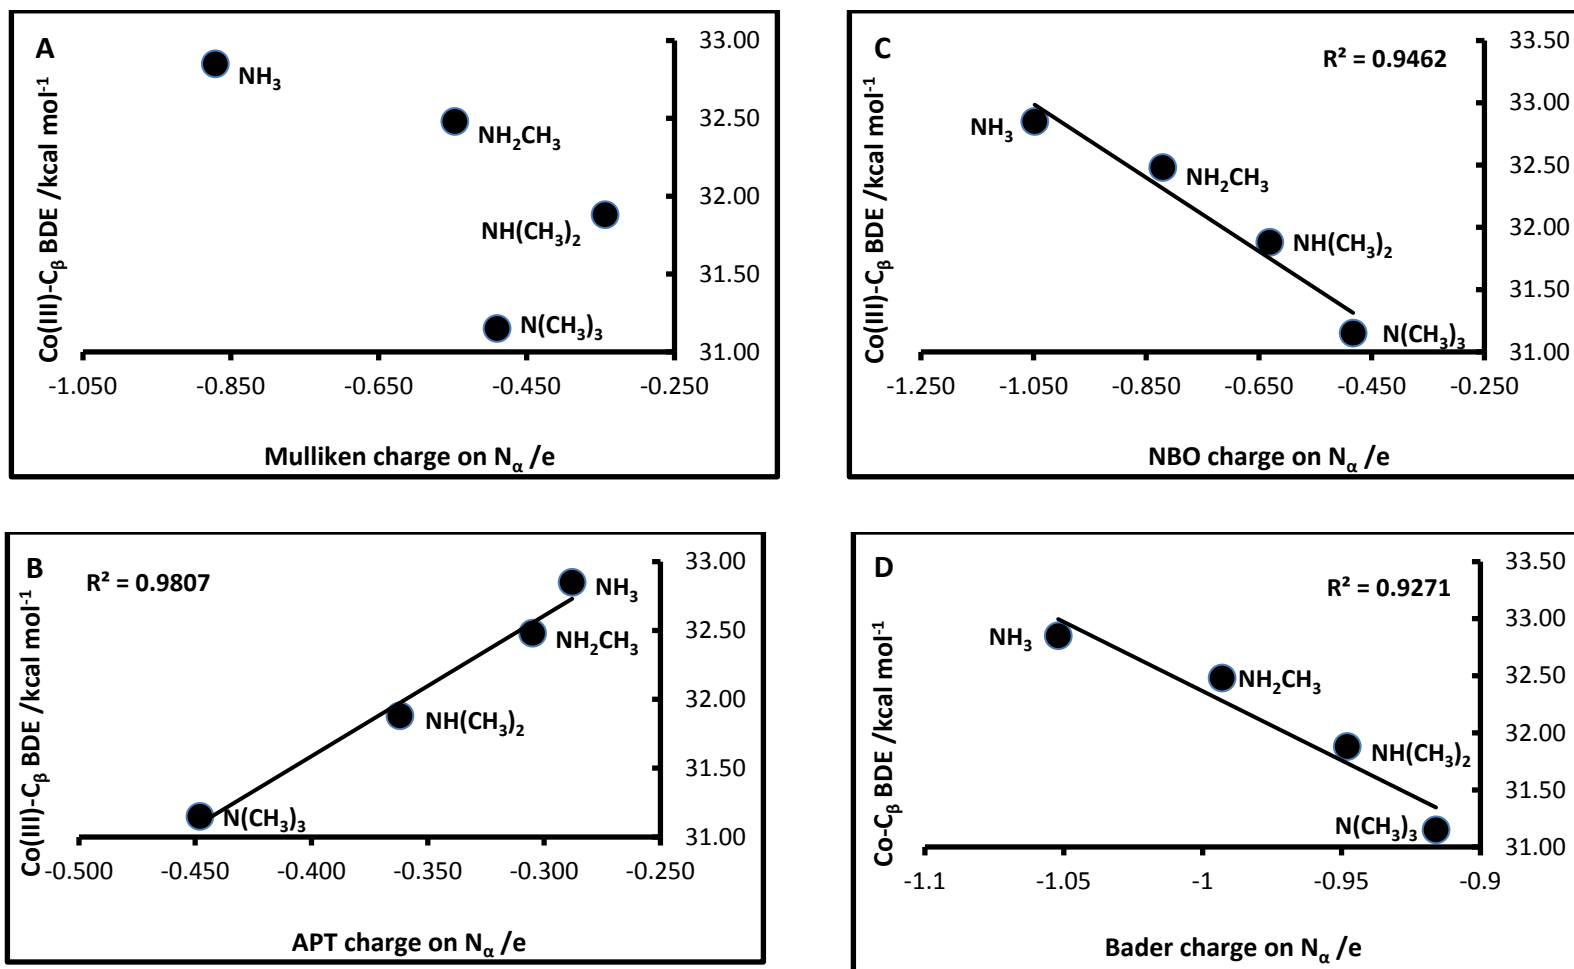 A
Co(III)-Cβ BDE /kcal mol⁻¹
33.00
32.50
32.00
31.50
31.00
NH₃
NH₂CH₃
NH(CH₃)₂
N(CH₃)₃
-1.050 -0.850 -0.650 -0.450 -0.250
Mulliken charge on Nα /e
C
R² = 0.9462
Co(III)-Cβ BDE /kcal mol⁻¹
33.50
33.00
32.50
32.00
31.50
31.00
NH₃
NH₂CH₃
NH(CH₃)₂
N(CH₃)₃
-1.250 -1.050 -0.850 -0.650 -0.450 -0.250
NBO charge on Nα /e
B
R² = 0.9807
Co(III)-Cβ BDE /kcal mol⁻¹
33.00
32.50
32.00
31.50
31.00
NH₃
NH₂CH₃
NH(CH₃)₂
N(CH₃)₃
-0.500 -0.450 -0.400 -0.350 -0.300 -0.250
APT charge on Nα /e
D
R² = 0.9271
Co-Cβ BDE /kcal mol⁻¹
33.50
33.00
32.50
32.00
31.50
31.00
NH₃
NH₂CH₃
NH(CH₃)₂
N(CH₃)₃
-1.1 -1.05 -1 -0.95 -0.9
Bader charge on Nα /e